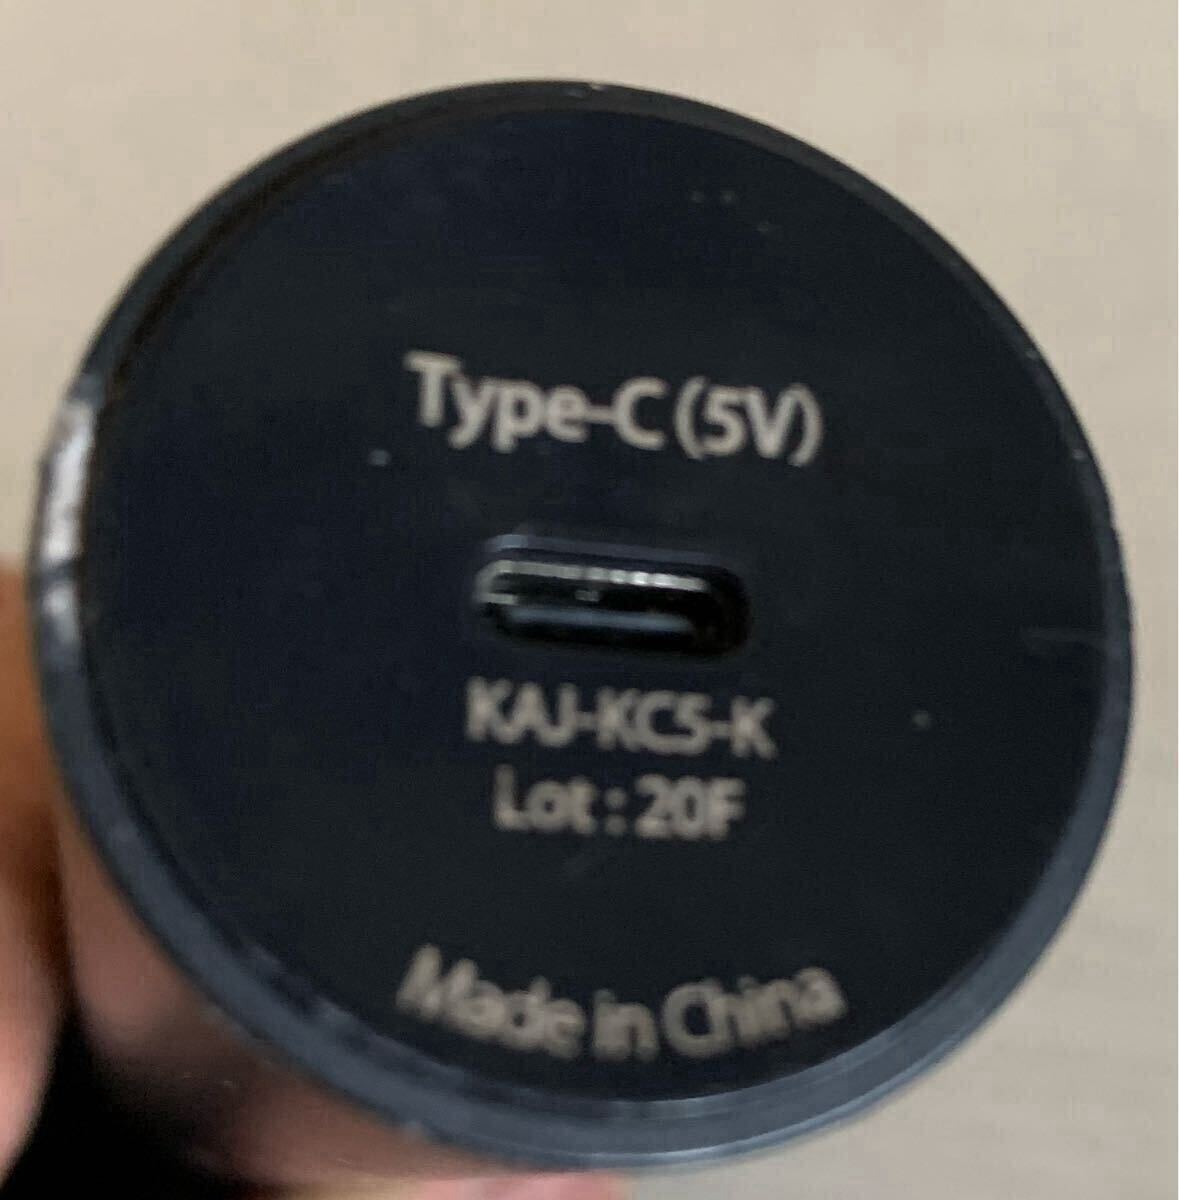 Type-C (5V)
KAJ-KC5-K
Lot : 20F
Made in China